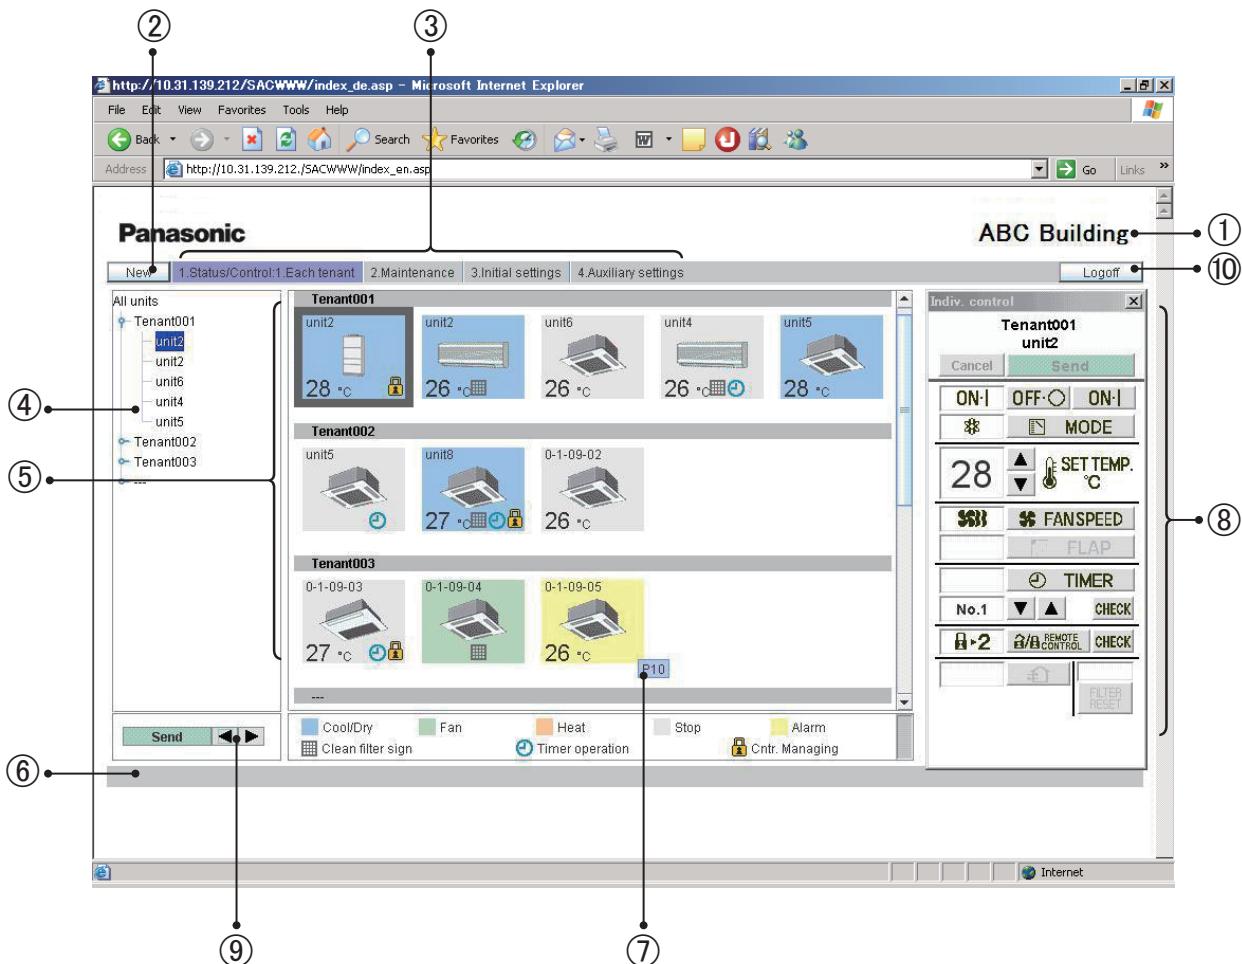 ② ③
http://10.31.139.212/SACWWW/index_de.asp - Microsoft Internet Explorer
File Edit View Favorites Tools Help
Back Search Favorites
Address http://10.31.139.212./SACWWW/index_en.asp Go Links »
Panasonic ABC Building ①
New 1.Status/Control:1.Each tenant 2.Maintenance 3.Initial settings 4.Auxiliary settings Logoff ⑩
All units
Tenant001
unit2
unit2
unit6
unit4
unit5
Tenant002
Tenant003
---
④
⑤
Tenant001
unit2 unit2 unit6 unit4 unit5
28 °C 26 °C 26 °C 26 °C 28 °C
Tenant002
unit5 unit8 0-1-09-02
27 °C 26 °C
Tenant003
0-1-09-03 0-1-09-04 0-1-09-05
27 °C 26 °C
P10
---
Indiv. control X
Tenant001
unit2
Cancel Send
ON·I OFF·○ ON·I
MODE
28 SET TEMP. °C
FAN SPEED
FLAP
TIMER
No.1 CHECK
2 REMOTE CONTROL CHECK
FILTER RESET
⑧
Send
Cool/Dry Fan Heat Stop Alarm
Clean filter sign Timer operation Cntr. Managing
⑥
Internet
⑨ ⑦